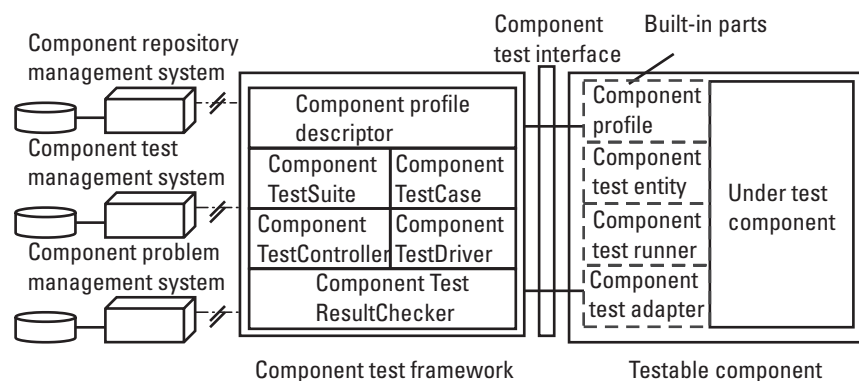 Component repository
management system
Component test
management system
Component problem
management system
Component profile
descriptor
Component
TestSuite
Component
TestCase
Component
TestController
Component
TestDriver
Component Test
ResultChecker
Component test framework
Component
test interface
Built-in parts
Component
profile
Component
test entity
Component
test runner
Component
test adapter
Under test
component
Testable component